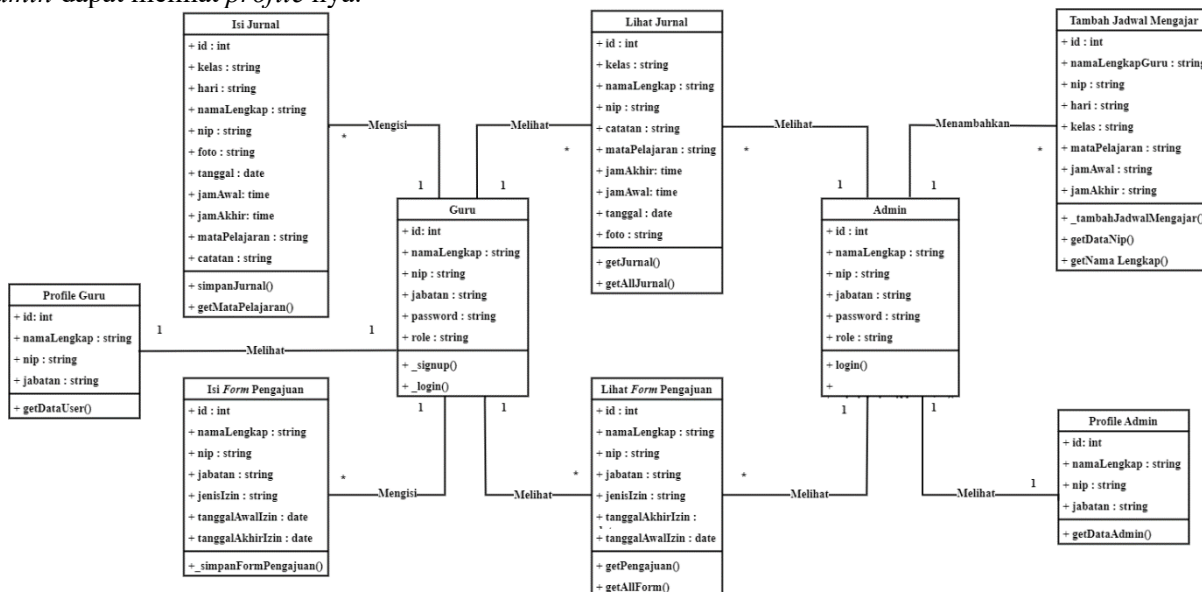 dapat melihat profile nya.
Isi Jurnal
+ id : int
+ kelas : string
+ hari : string
+ namaLengkap : string
+ nip : string
+ foto : string
+ tanggal : date
+ jamAwal: time
+ jamAkhir: time
+ mataPelajaran : string
+ catatan : string
+ simpanJurnal()
+ getMataPelajaran()
Mengisi
*
1
Melihat
*
1
Lihat Jurnal
+ id : int
+ kelas : string
+ namaLengkap : string
+ nip : string
+ catatan : string
+ mataPelajaran : string
+ jamAkhir: time
+ jamAwal: time
+ tanggal : date
+ foto : string
+ getJurnal()
+ getAllJurnal()
Melihat
*
1
Menambahkan
*
1
Tambah Jadwal Mengajar
+ id : int
+ namaLengkapGuru : string
+ nip : string
+ hari : string
+ kelas : string
+ mataPelajaran : string
+ jamAwal : string
+ jamAkhir : string
+ _tambahJadwalMengajar()
+ getDataNip()
+ getNama Lengkap()
Guru
+ id: int
+ namaLengkap : string
+ nip : string
+ jabatan : string
+ password : string
+ role : string
+ _signup()
+ _login()
Admin
+ id : int
+ namaLengkap : string
+ nip : string
+ jabatan : string
+ password : string
+ role : string
+ login()
+
Profile Guru
+ id: int
+ namaLengkap : string
+ nip : string
+ jabatan : string
+ getDataUser()
1
Melihat
1
Isi Form Pengajuan
+ id : int
+ namaLengkap : string
+ nip : string
+ jabatan : string
+ jenisIzin : string
+ tanggalAwalIzin : date
+ tanggalAkhirIzin : date
+_simpanFormPengajuan()
1
*
Mengisi
1
*
Melihat
Lihat Form Pengajuan
+ id : int
+ namaLengkap : string
+ nip : string
+ jabatan : string
+ jenisIzin : string
+ tanggalAkhirIzin :
+ tanggalAwalIzin : date
+ getPengajuan()
+ getAllForm()
1
*
Melihat
1
1
Melihat
Profile Admin
+ id: int
+ namaLengkap : string
+ nip : string
+ jabatan : string
+ getDataAdmin()